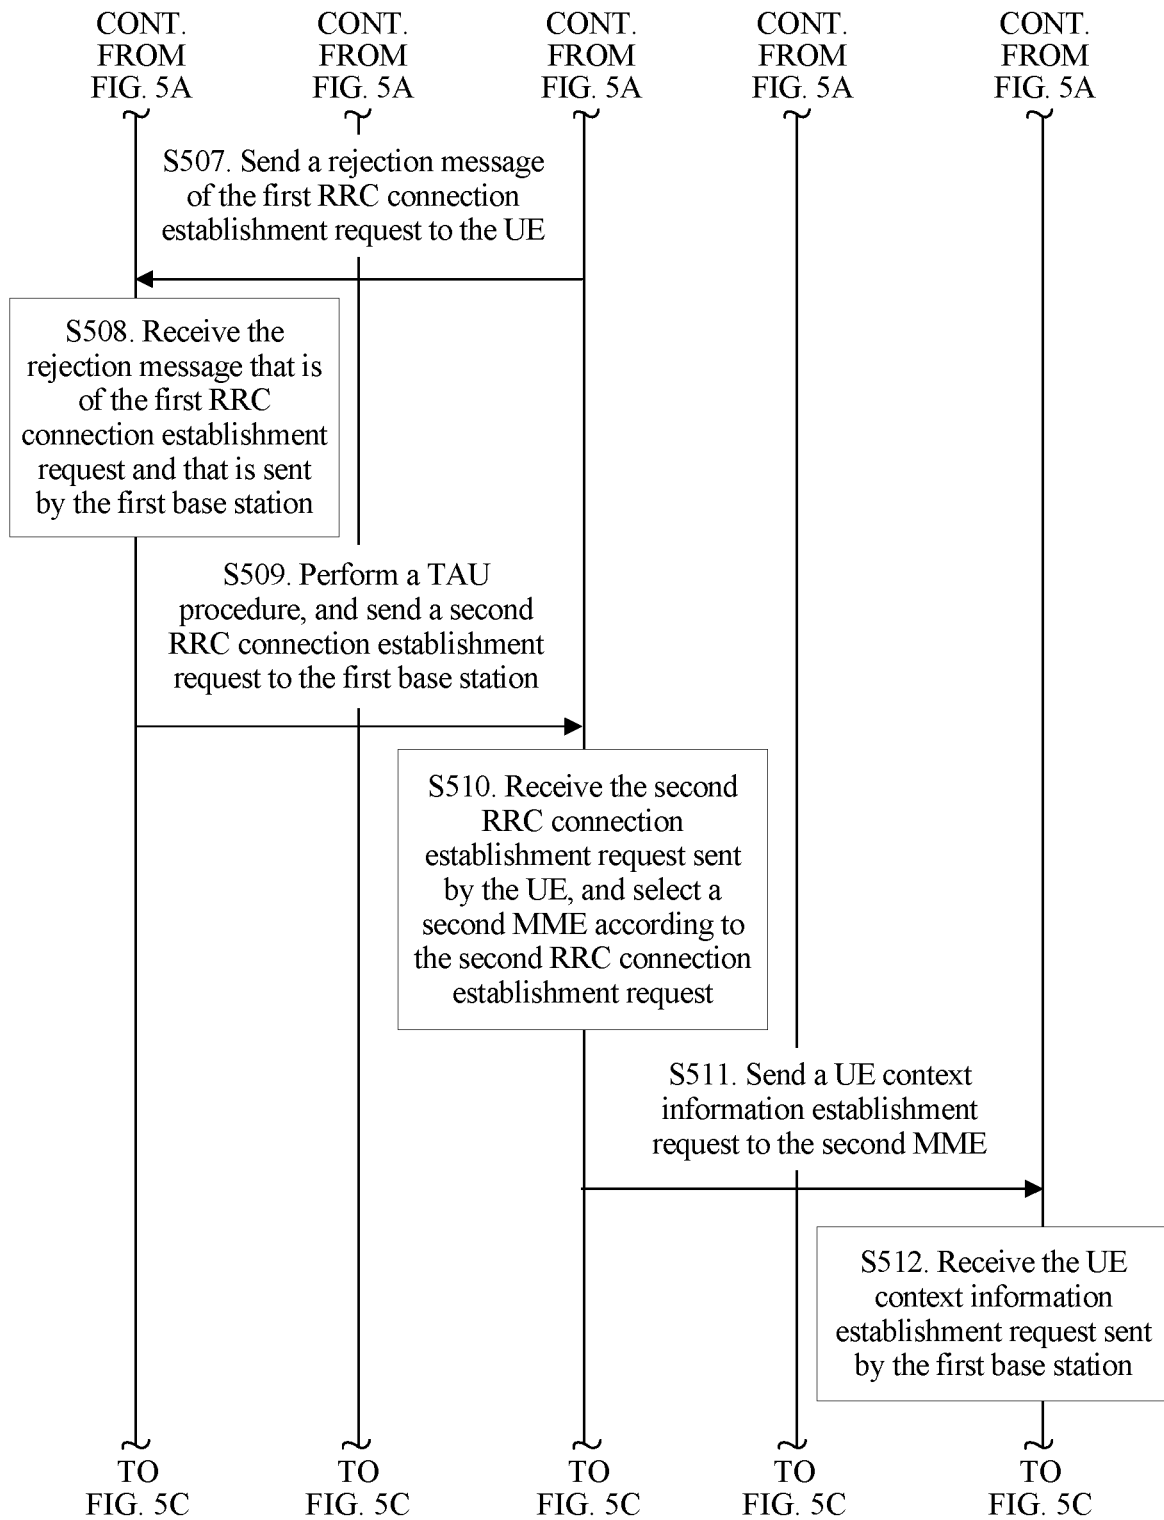 CONT.
FROM
FIG. 5A
CONT.
FROM
FIG. 5A
CONT.
FROM
FIG. 5A
CONT.
FROM
FIG. 5A
CONT.
FROM
FIG. 5A
S507. Send a rejection message
of the first RRC connection
establishment request to the UE
S508. Receive the
rejection message that is
of the first RRC
connection establishment
request and that is sent
by the first base station
S509. Perform a TAU
procedure, and send a second
RRC connection establishment
request to the first base station
S510. Receive the second
RRC connection
establishment request sent
by the UE, and select a
second MME according to
the second RRC connection
establishment request
S511. Send a UE context
information establishment
request to the second MME
S512. Receive the UE
context information
establishment request sent
by the first base station
TO
FIG. 5C
TO
FIG. 5C
TO
FIG. 5C
TO
FIG. 5C
TO
FIG. 5C